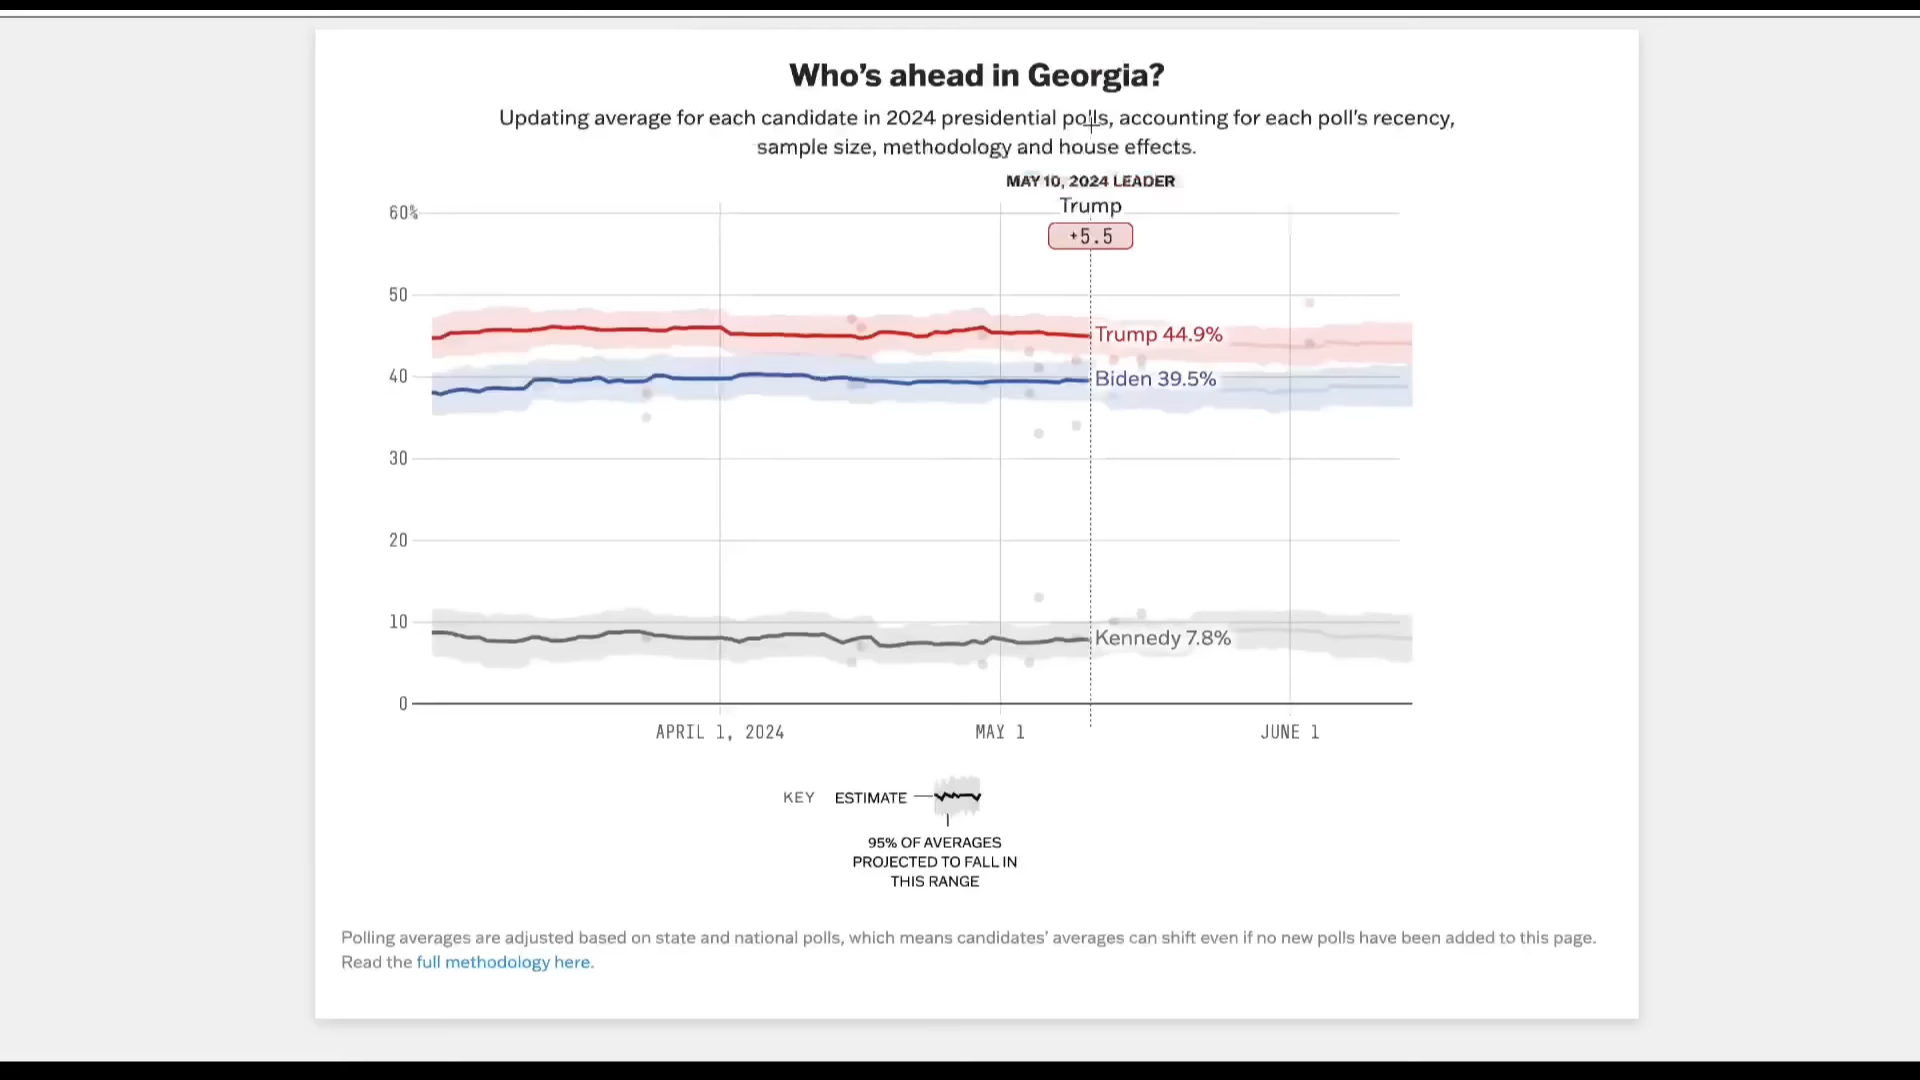 Who's ahead in Georgia?
Updating average for each candidate in 2024 presidential polls, accounting for each poll's recency,
sample size, methodology and house effects.
MAY 10, 2024 LEADER
Trump
+5.5
60%
50
Trump 44.9%
40
Biden 39.5%
30
20
10
Kennedy 7.8%
0
APRIL 1, 2024
MAY 1
JUNE 1
KEY
ESTIMATE
95% OF AVERAGES
PROJECTED TO FALL IN
THIS RANGE
Polling averages are adjusted based on state and national polls, which means candidates' averages can shift even if no new polls have been added to this page.
Read the full methodology here.